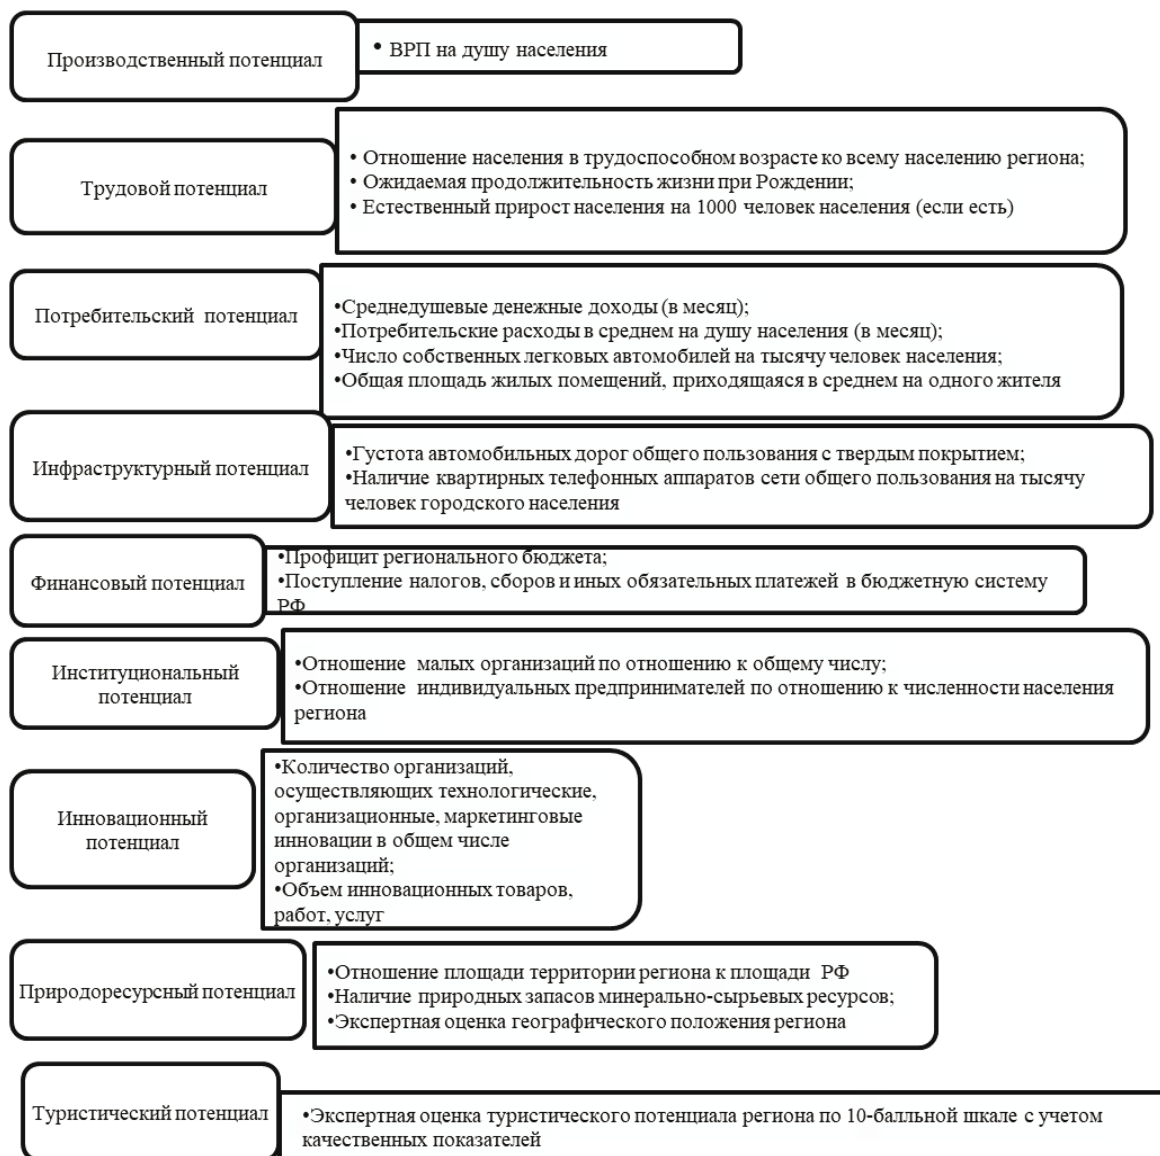 Производственный потенциал
• ВРП на душу населения
Трудовой потенциал
• Отношение населения в трудоспособном возрасте ко всему населению региона;
• Ожидаемая продолжительность жизни при Рождении;
• Естественный прирост населения на 1000 человек населения (если есть)
Потребительский потенциал
•Среднедушевые денежные доходы (в месяц);
•Потребительские расходы в среднем на душу населения (в месяц);
•Число собственных легковых автомобилей на тысячу человек населения;
•Общая площадь жилых помещений, приходящаяся в среднем на одного жителя
Инфраструктурный потенциал
•Густота автомобильных дорог общего пользования с твердым покрытием;
•Наличие квартирных телефонных аппаратов сети общего пользования на тысячу
человек городского населения
Финансовый потенциал
•Профицит регионального бюджета;
•Поступление налогов, сборов и иных обязательных платежей в бюджетную систему
РФ
Институциональный
потенциал
•Отношение малых организаций по отношению к общему числу;
•Отношение индивидуальных предпринимателей по отношению к численности населения
региона
Инновационный
потенциал
•Количество организаций,
осуществляющих технологические,
организационные, маркетинговые
инновации в общем числе
организаций;
•Объем инновационных товаров,
работ, услуг
Природоресурсный потенциал
•Отношение площади территории региона к площади РФ
•Наличие природных запасов минерально-сырьевых ресурсов;
•Экспертная оценка географического положения региона
Туристический потенциал
•Экспертная оценка туристического потенциала региона по 10-балльной шкале с учетом
качественных показателей